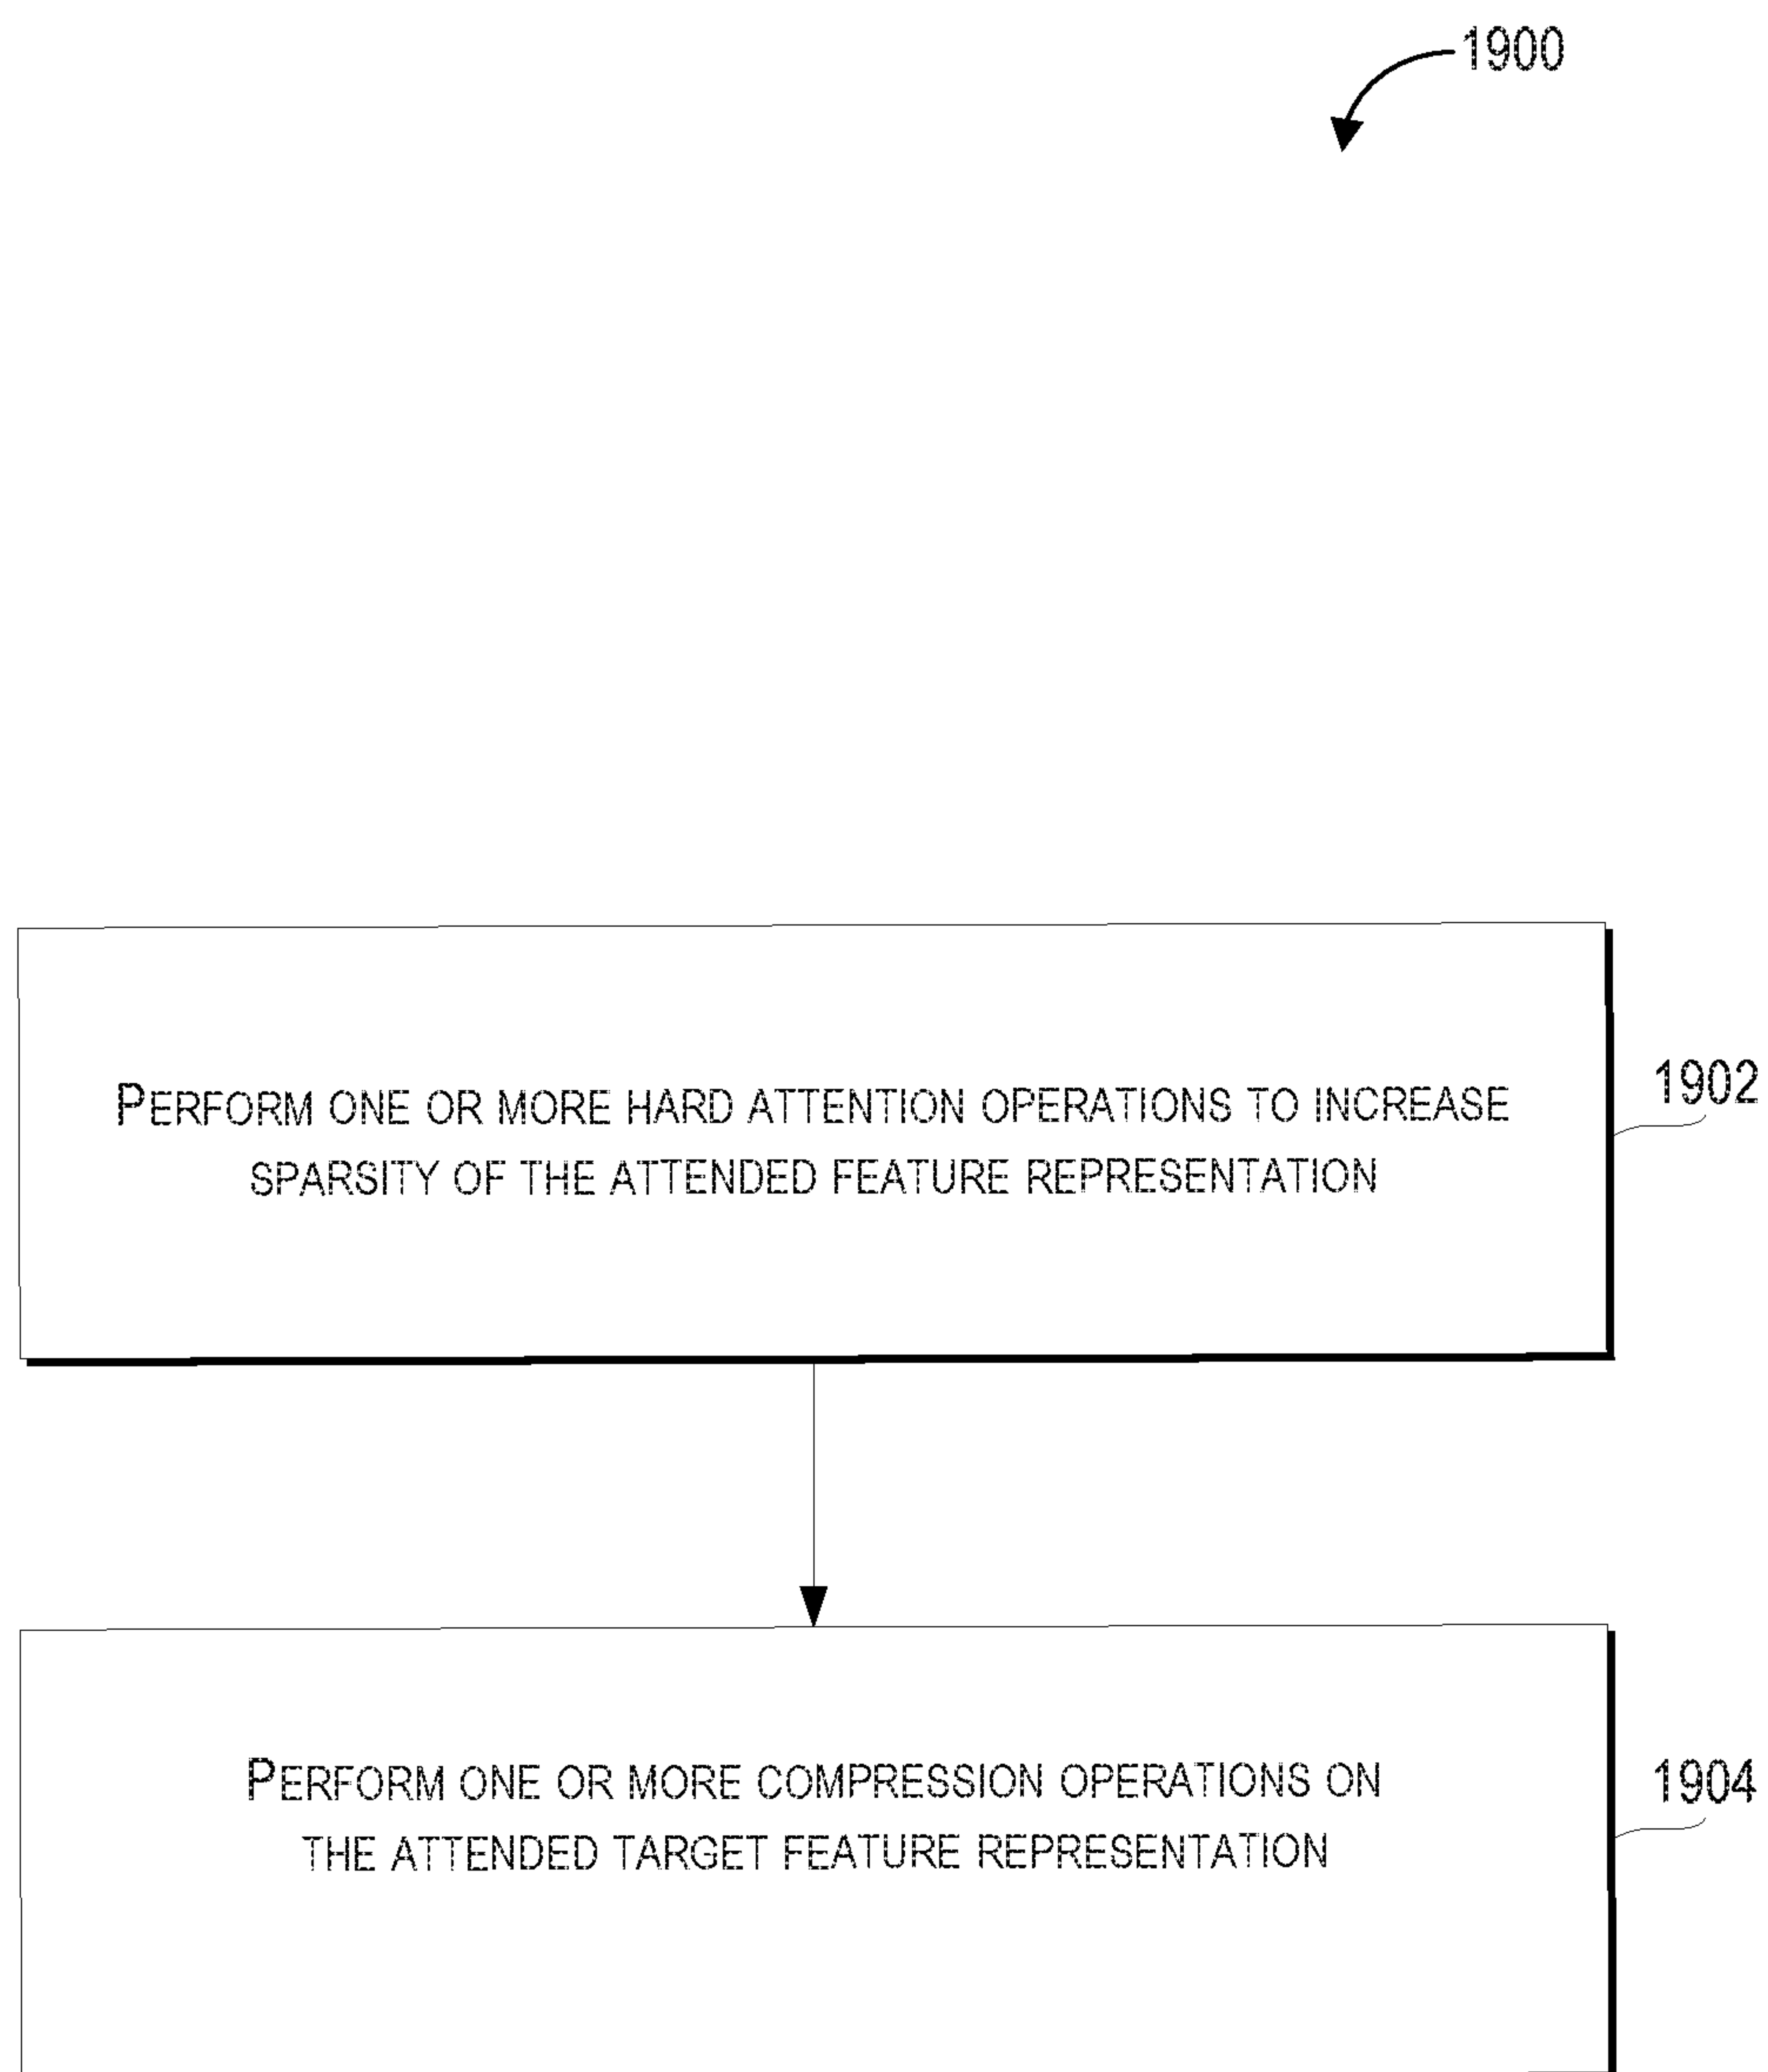 1900
PERFORM ONE OR MORE HARD ATTENTION OPERATIONS TO INCREASE
SPARSITY OF THE ATTENDED FEATURE REPRESENTATION
1902
PERFORM ONE OR MORE COMPRESSION OPERATIONS ON
THE ATTENDED TARGET FEATURE REPRESENTATION
1904